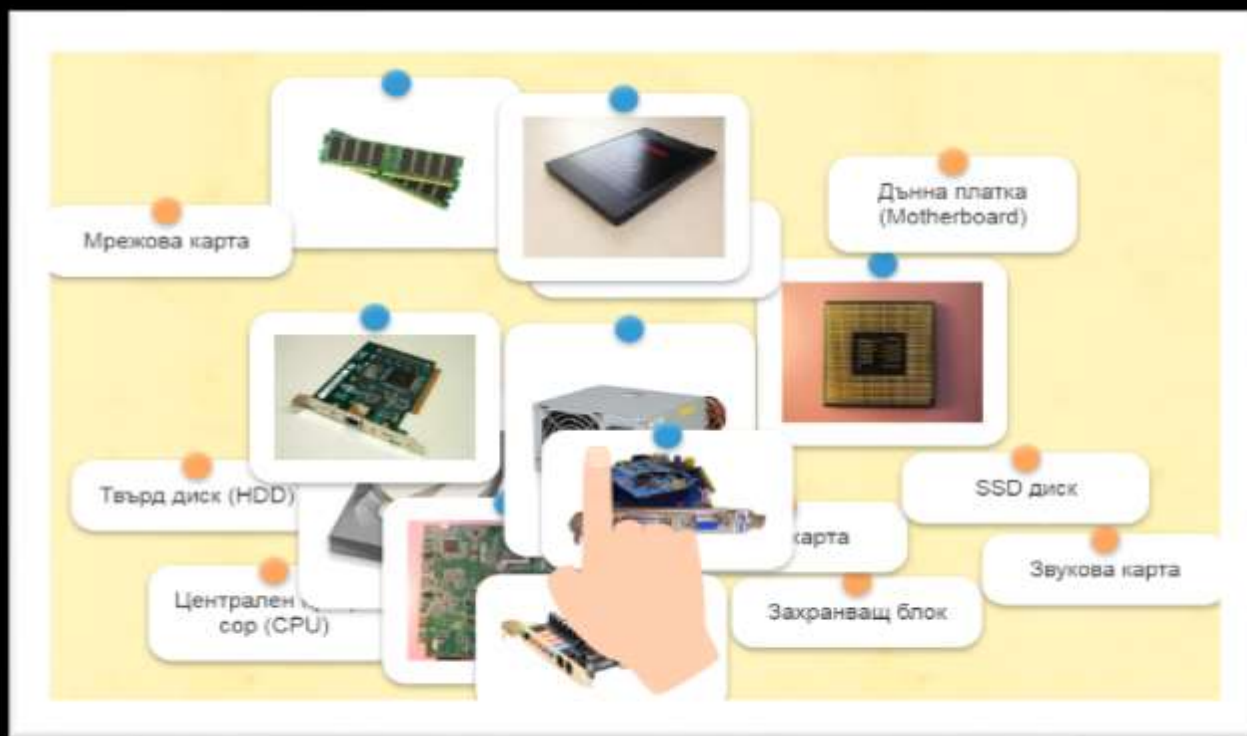 Дънна платка
(Motherboard)
Мрежова карта
Твърд диск (HDD)
SSD диск
карта
Звукова карта
Централен
сор (CPU)
Захранващ блок